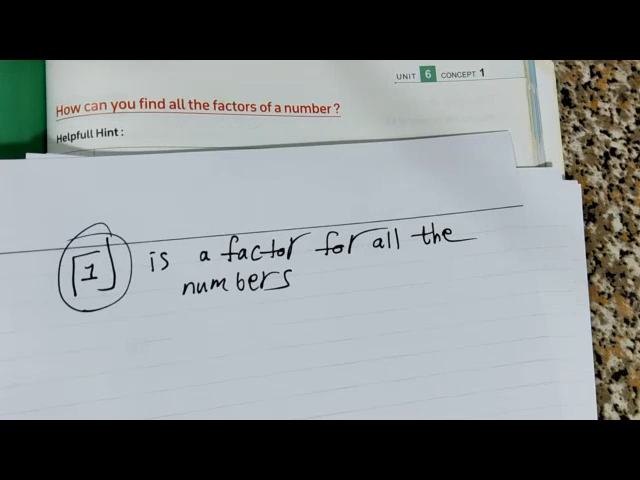 UNIT 6 CONCEPT 1
How can you find all the factors of a number?
Helpfull Hint:
1 is a factor for all the
numbers